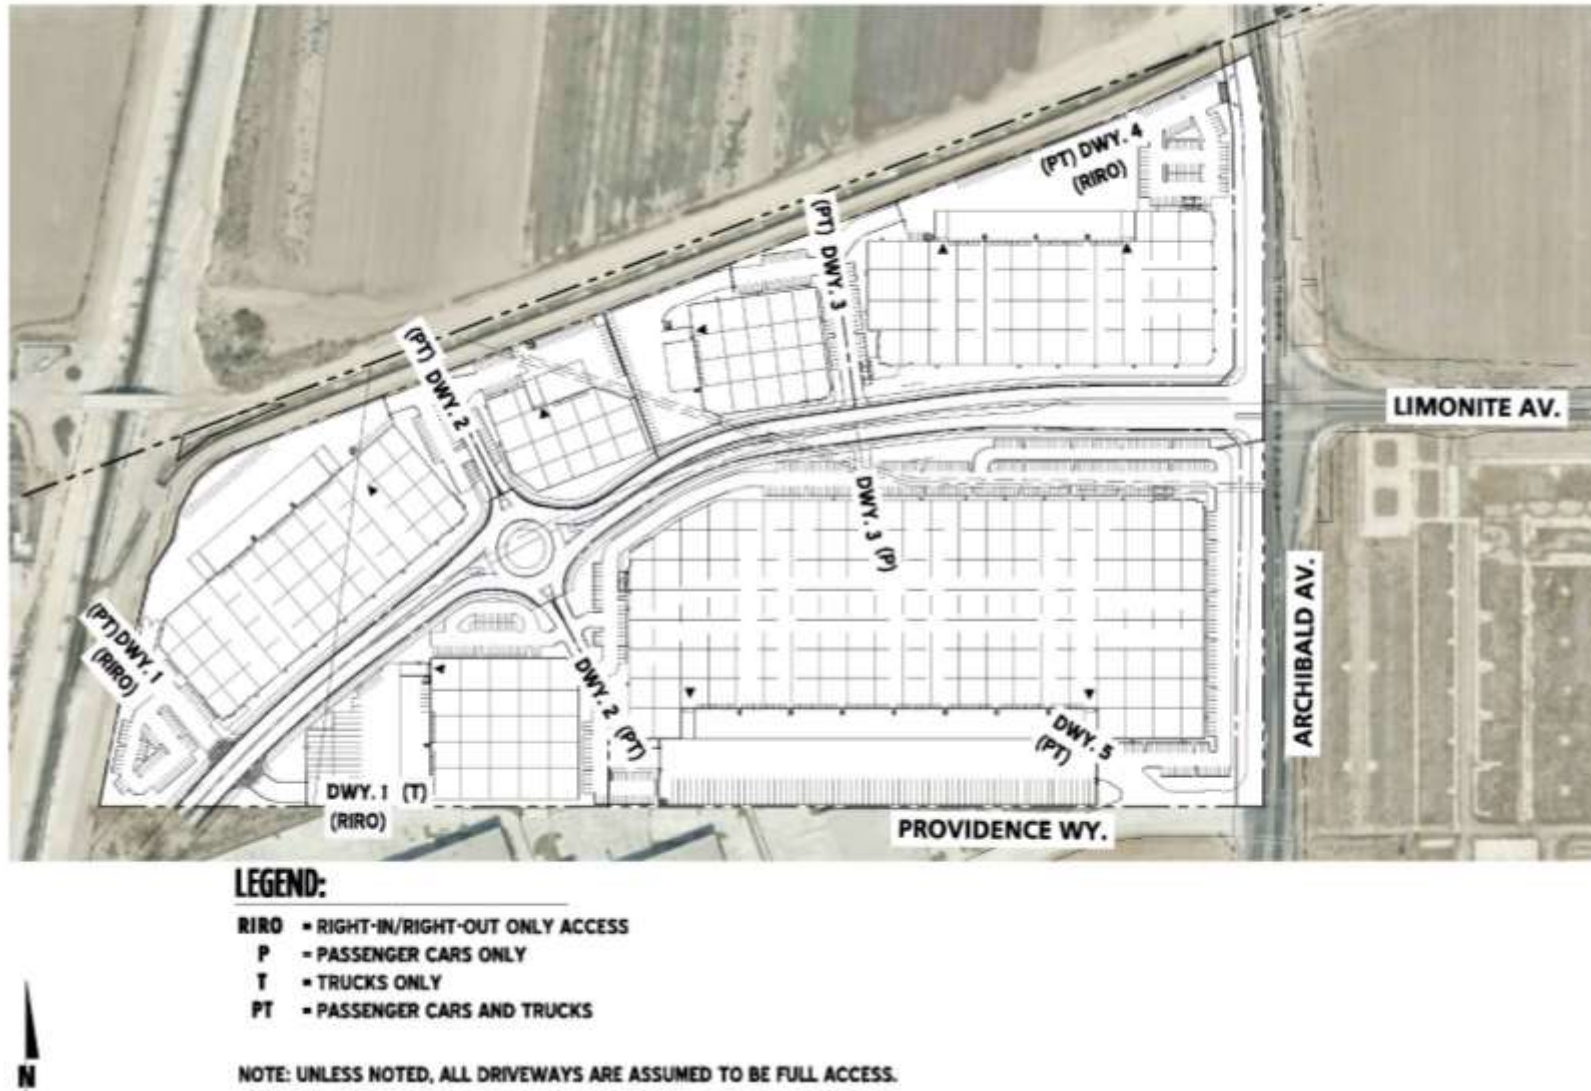 (PT) DWY. 4
(RIRO)
(PT) DWY. 3
(PT) DWY. 2
LIMONITE AV.
DWY. 3 (P)
(PT) DWY. 1
(RIRO)
DWY. 2 (PT)
ARCHIBALD AV.
DWY. 5
(PT)
DWY. 1 (T)
(RIRO)
PROVIDENCE WY.
LEGEND:
RIRO = RIGHT-IN/RIGHT-OUT ONLY ACCESS
P = PASSENGER CARS ONLY
T = TRUCKS ONLY
PT = PASSENGER CARS AND TRUCKS
N
NOTE: UNLESS NOTED, ALL DRIVEWAYS ARE ASSUMED TO BE FULL ACCESS.